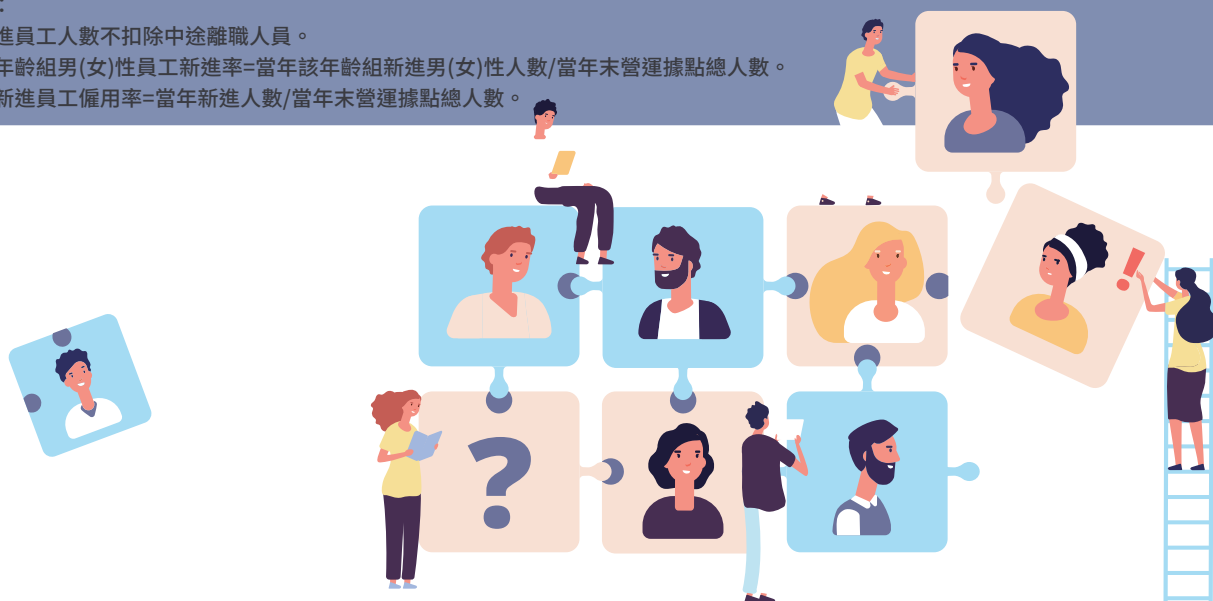 :
進員工人數不扣除中途離職人員。
年齡組男(女)性員工新進率=當年該年齡組新進男(女)性人數/當年末營運據點總人數。
新進員工僱用率=當年新進人數/當年末營運據點總人數。
?
!